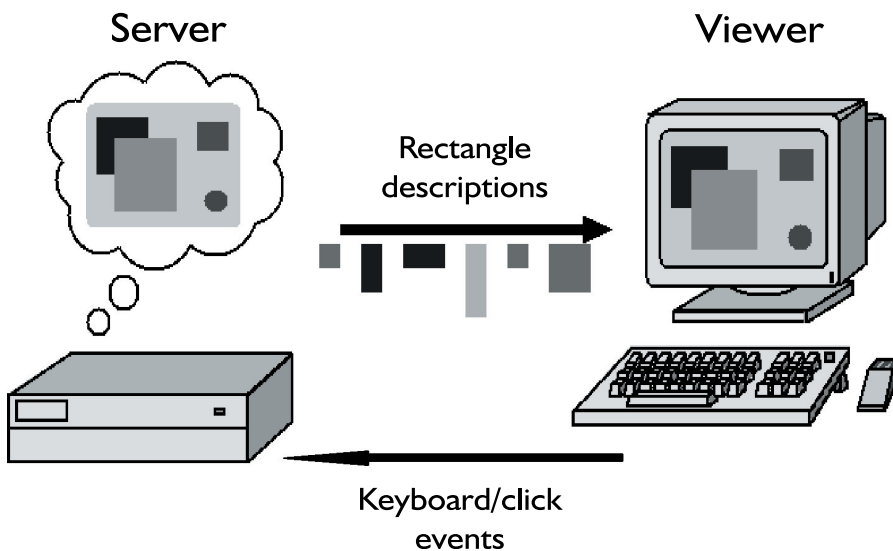 Server
Viewer
Rectangle
descriptions
Keyboard/click
events